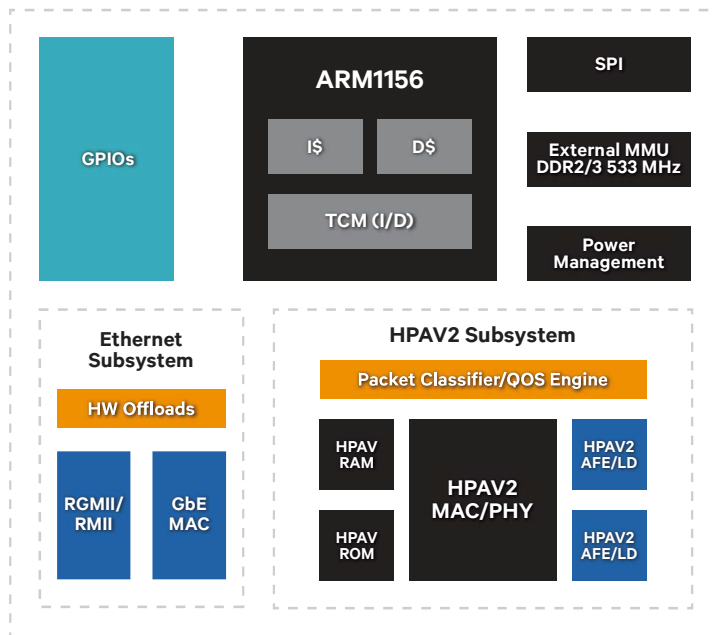 GPIOs
ARM1156
I$
D$
TCM (I/D)
SPI
External MMU
DDR2/3 533 MHz
Power
Management
Ethernet
Subsystem
HW Offloads
RGMII/
RMII
GbE
MAC
HPAV2 Subsystem
Packet Classifier/QOS Engine
HPAV
RAM
HPAV
ROM
HPAV2
MAC/PHY
HPAV2
AFE/LD
HPAV2
AFE/LD